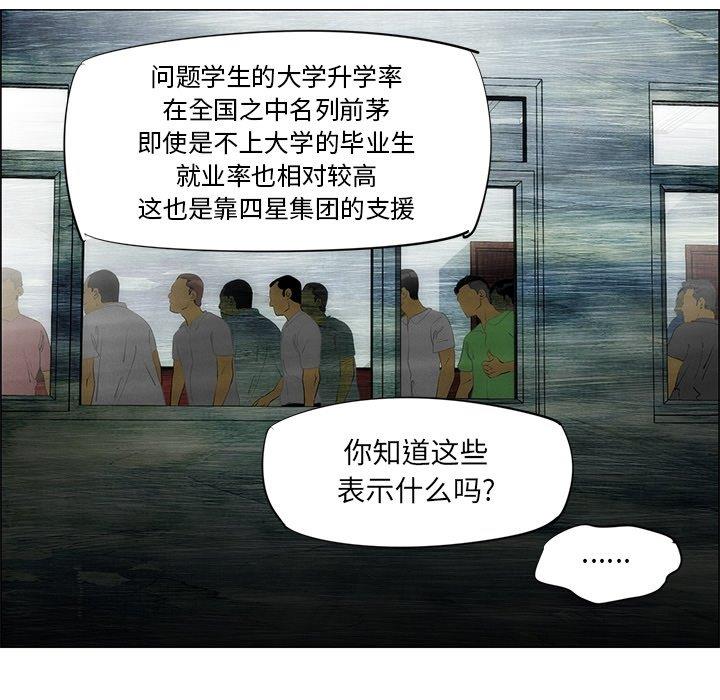 问题学生的大学升学率
在全国之中名列前茅
即使是不上大学的毕业生
就业率也相对较高
这也是靠四星集团的支援
你知道这些
表示什么吗?
……